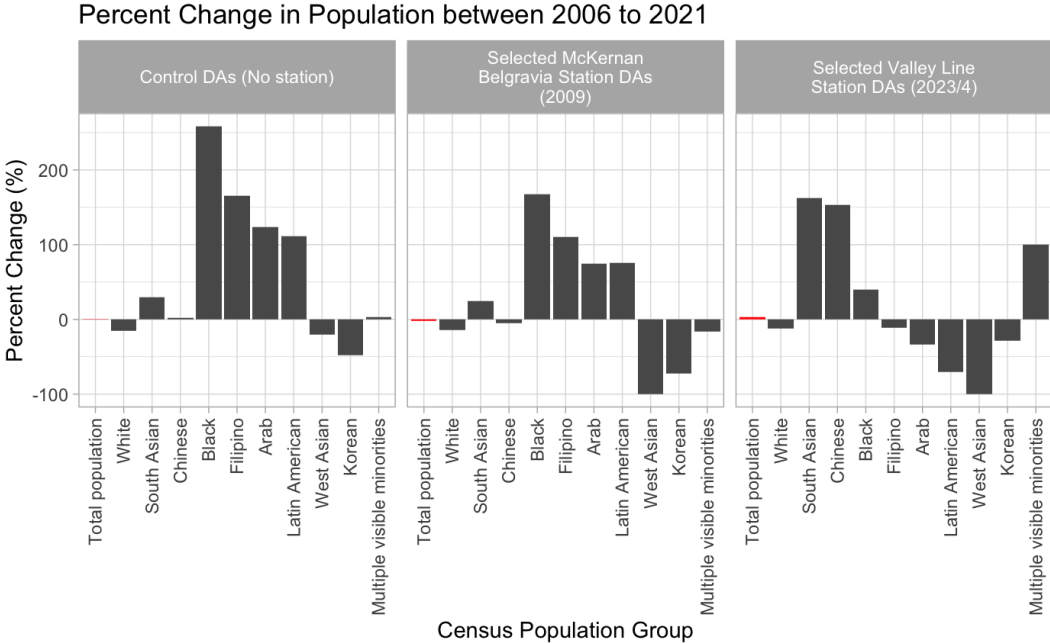 Percent Change in Population between 2006 to 2021
Control DAs (No station)
Selected McKernan
Belgravia Station DAs
(2009)
Selected Valley Line
Station DAs (2023/4)
Percent Change (%)
200
100
0
-100
Total population
White
South Asian
Chinese
Black
Filipino
Arab
Latin American
West Asian
Korean
Multiple visible minorities
Total population
White
South Asian
Chinese
Black
Filipino
Arab
Latin American
West Asian
Korean
Multiple visible minorities
Total population
White
South Asian
Chinese
Black
Filipino
Arab
Latin American
West Asian
Korean
Multiple visible minorities
Census Population Group